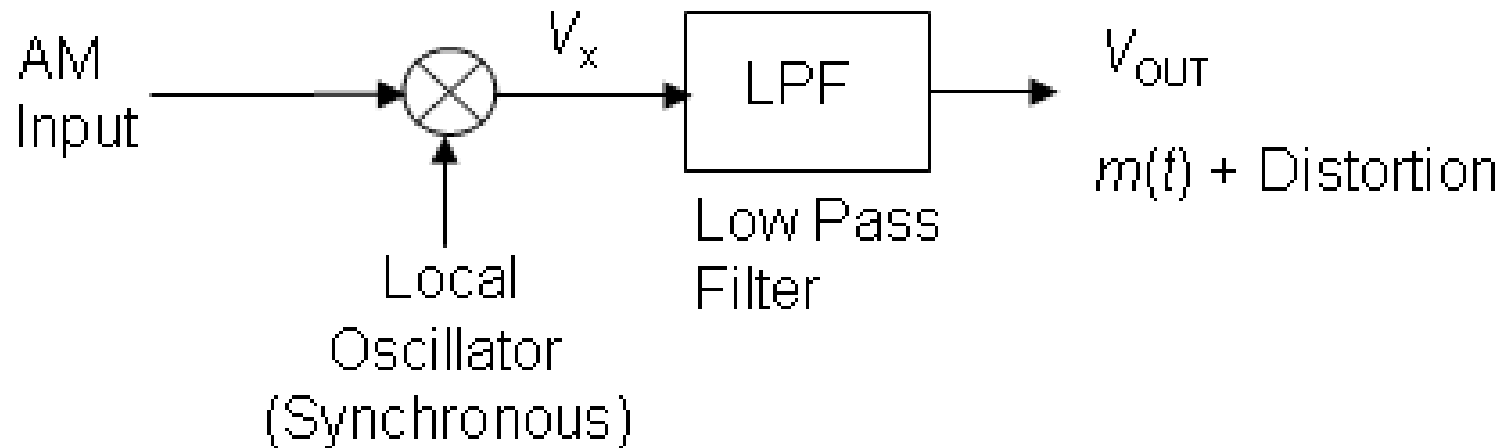 AM
Input
Vx
LPF
Low Pass
Filter
VOUT
m(t) + Distortion
Local
Oscillator
(Synchronous)